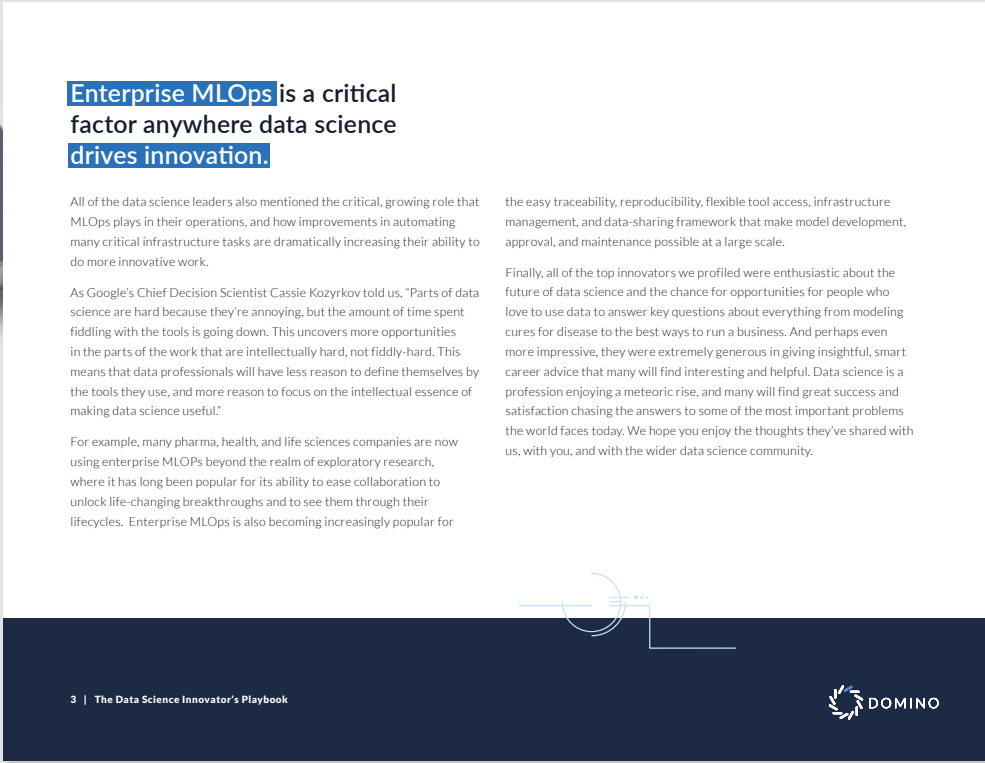 Enterprise MLOps is a critical
factor anywhere data science
drives innovation.
All of the data science leaders also mentioned the critical, growing role that
MLOps plays in their operations, and how improvements in automating
many critical infrastructure tasks are dramatically increasing their ability to
do more innovative work.
As Google’s Chief Decision Scientist Cassie Kozyrkov told us, “Parts of data
science are hard because they’re annoying, but the amount of time spent
fiddling with the tools is going down. This uncovers more opportunities
in the parts of the work that are intellectually hard, not fiddly-hard. This
means that data professionals will have less reason to define themselves by
the tools they use, and more reason to focus on the intellectual essence of
making data science useful.”
For example, many pharma, health, and life sciences companies are now
using enterprise MLOPs beyond the realm of exploratory research,
where it has long been popular for its ability to ease collaboration to
unlock life-changing breakthroughs and to see them through their
lifecycles.  Enterprise MLOps is also becoming increasingly popular for
the easy traceability, reproducibility, flexible tool access, infrastructure
management, and data-sharing framework that make model development,
approval, and maintenance possible at a large scale.
Finally, all of the top innovators we profiled were enthusiastic about the
future of data science and the chance for opportunities for people who
love to use data to answer key questions about everything from modeling
cures for disease to the best ways to run a business. And perhaps even
more impressive, they were extremely generous in giving insightful, smart
career advice that many will find interesting and helpful. Data science is a
profession enjoying a meteoric rise, and many will find great success and
satisfaction chasing the answers to some of the most important problems
the world faces today. We hope you enjoy the thoughts they’ve shared with
us, with you, and with the wider data science community.
3 | The Data Science Innovator’s Playbook
DOMINO